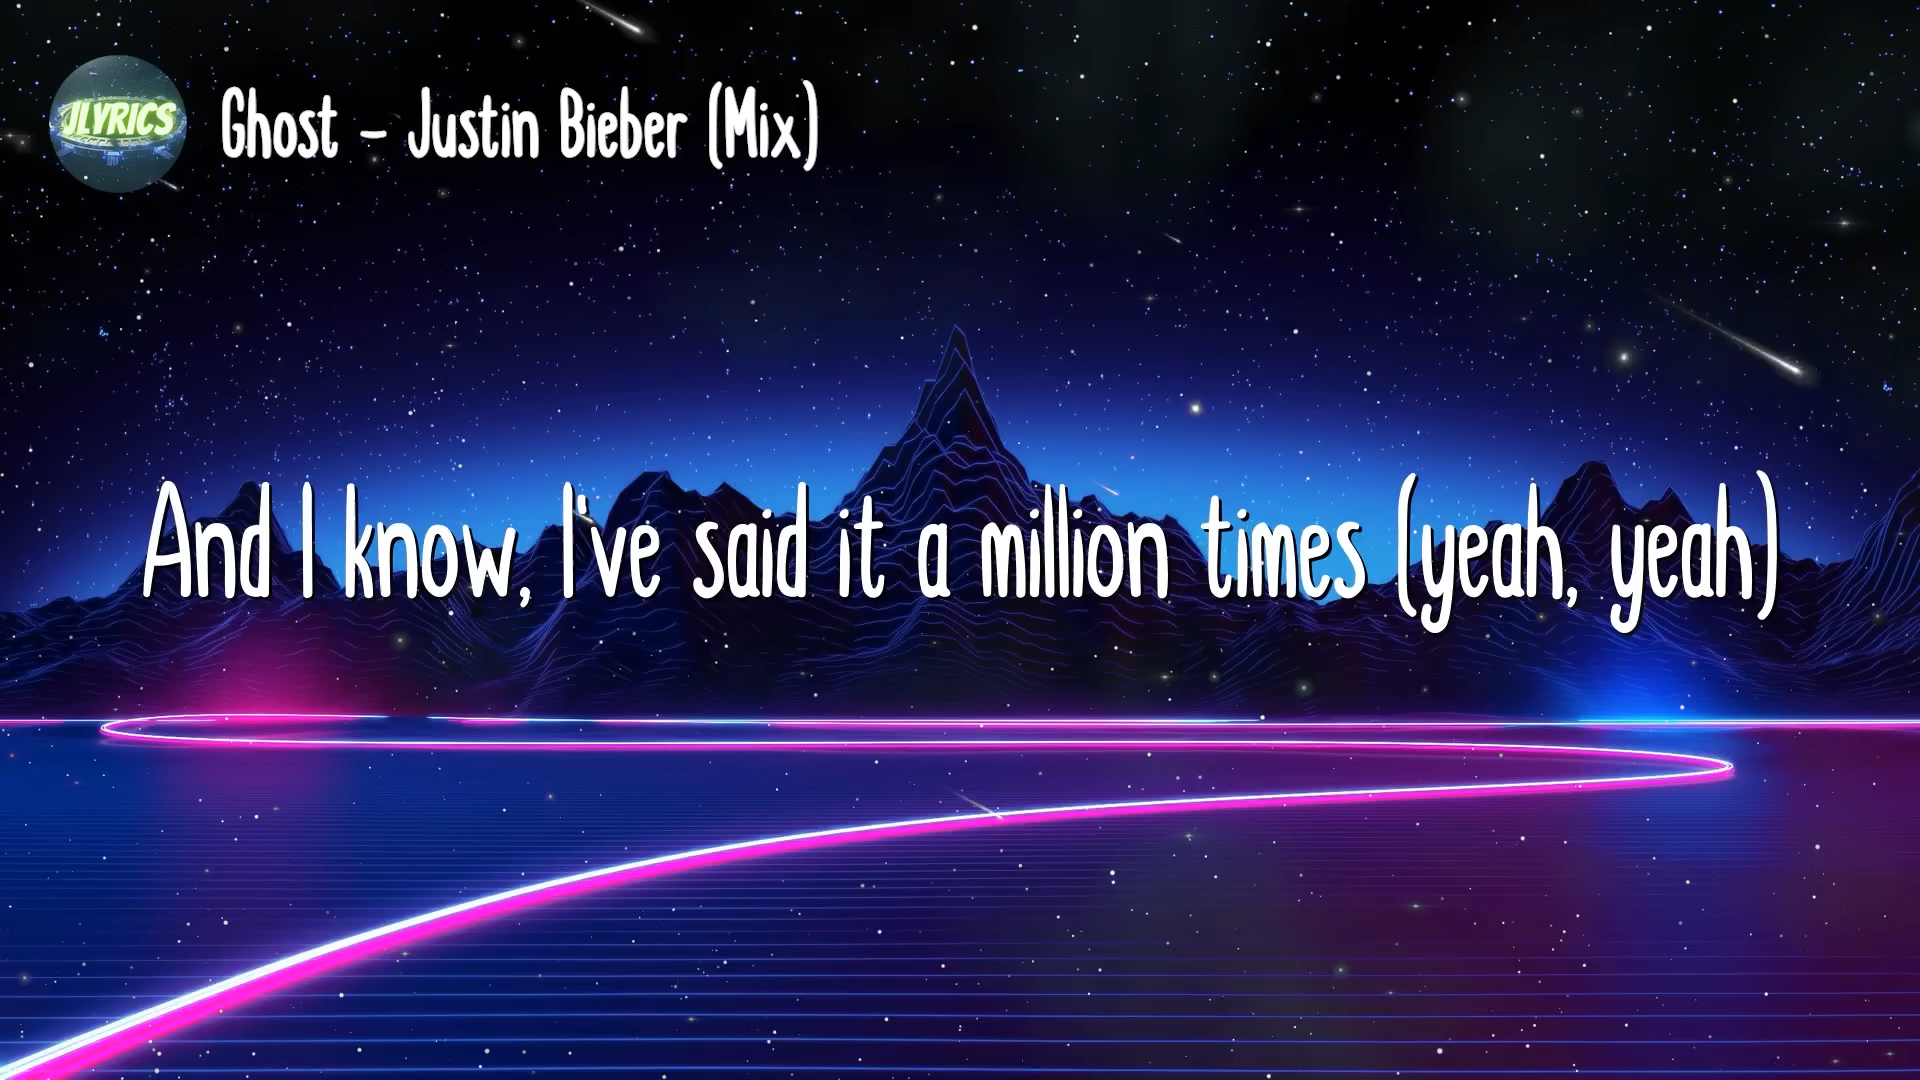 JLYRICS
Ghost - Justin Bieber (Mix)
And I know, I've said it a million times (yeah, yeah)